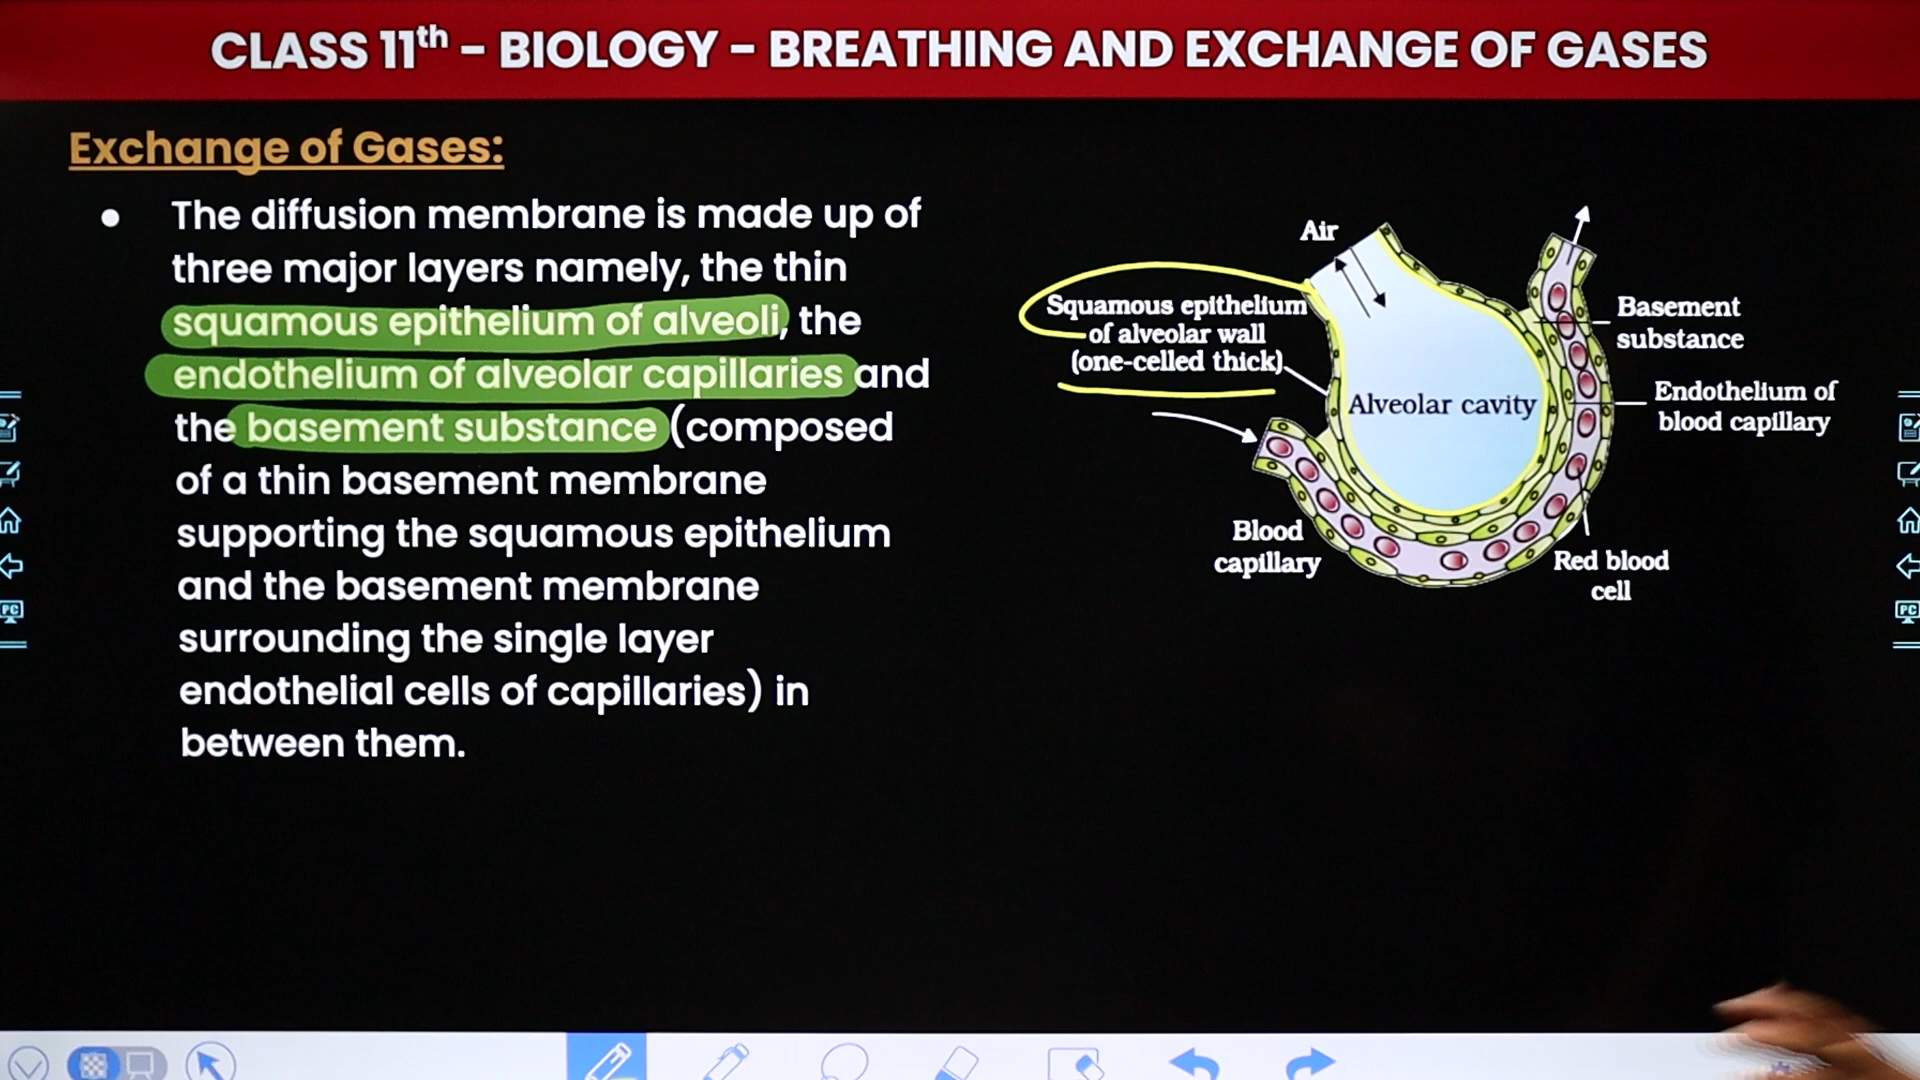 CLASS 11th - BIOLOGY - BREATHING AND EXCHANGE OF GASES
Exchange of Gases:
● The diffusion membrane is made up of
three major layers namely, the thin
squamous epithelium of alveoli, the
endothelium of alveolar capillaries and
the basement substance (composed
of a thin basement membrane
supporting the squamous epithelium
and the basement membrane
surrounding the single layer
endothelial cells of capillaries) in
between them.
Air
Squamous epithelium
of alveolar wall
(one-celled thick)
Alveolar cavity
Basement
substance
Endothelium of
blood capillary
Blood
capillary
Red blood
cell
PC
PC